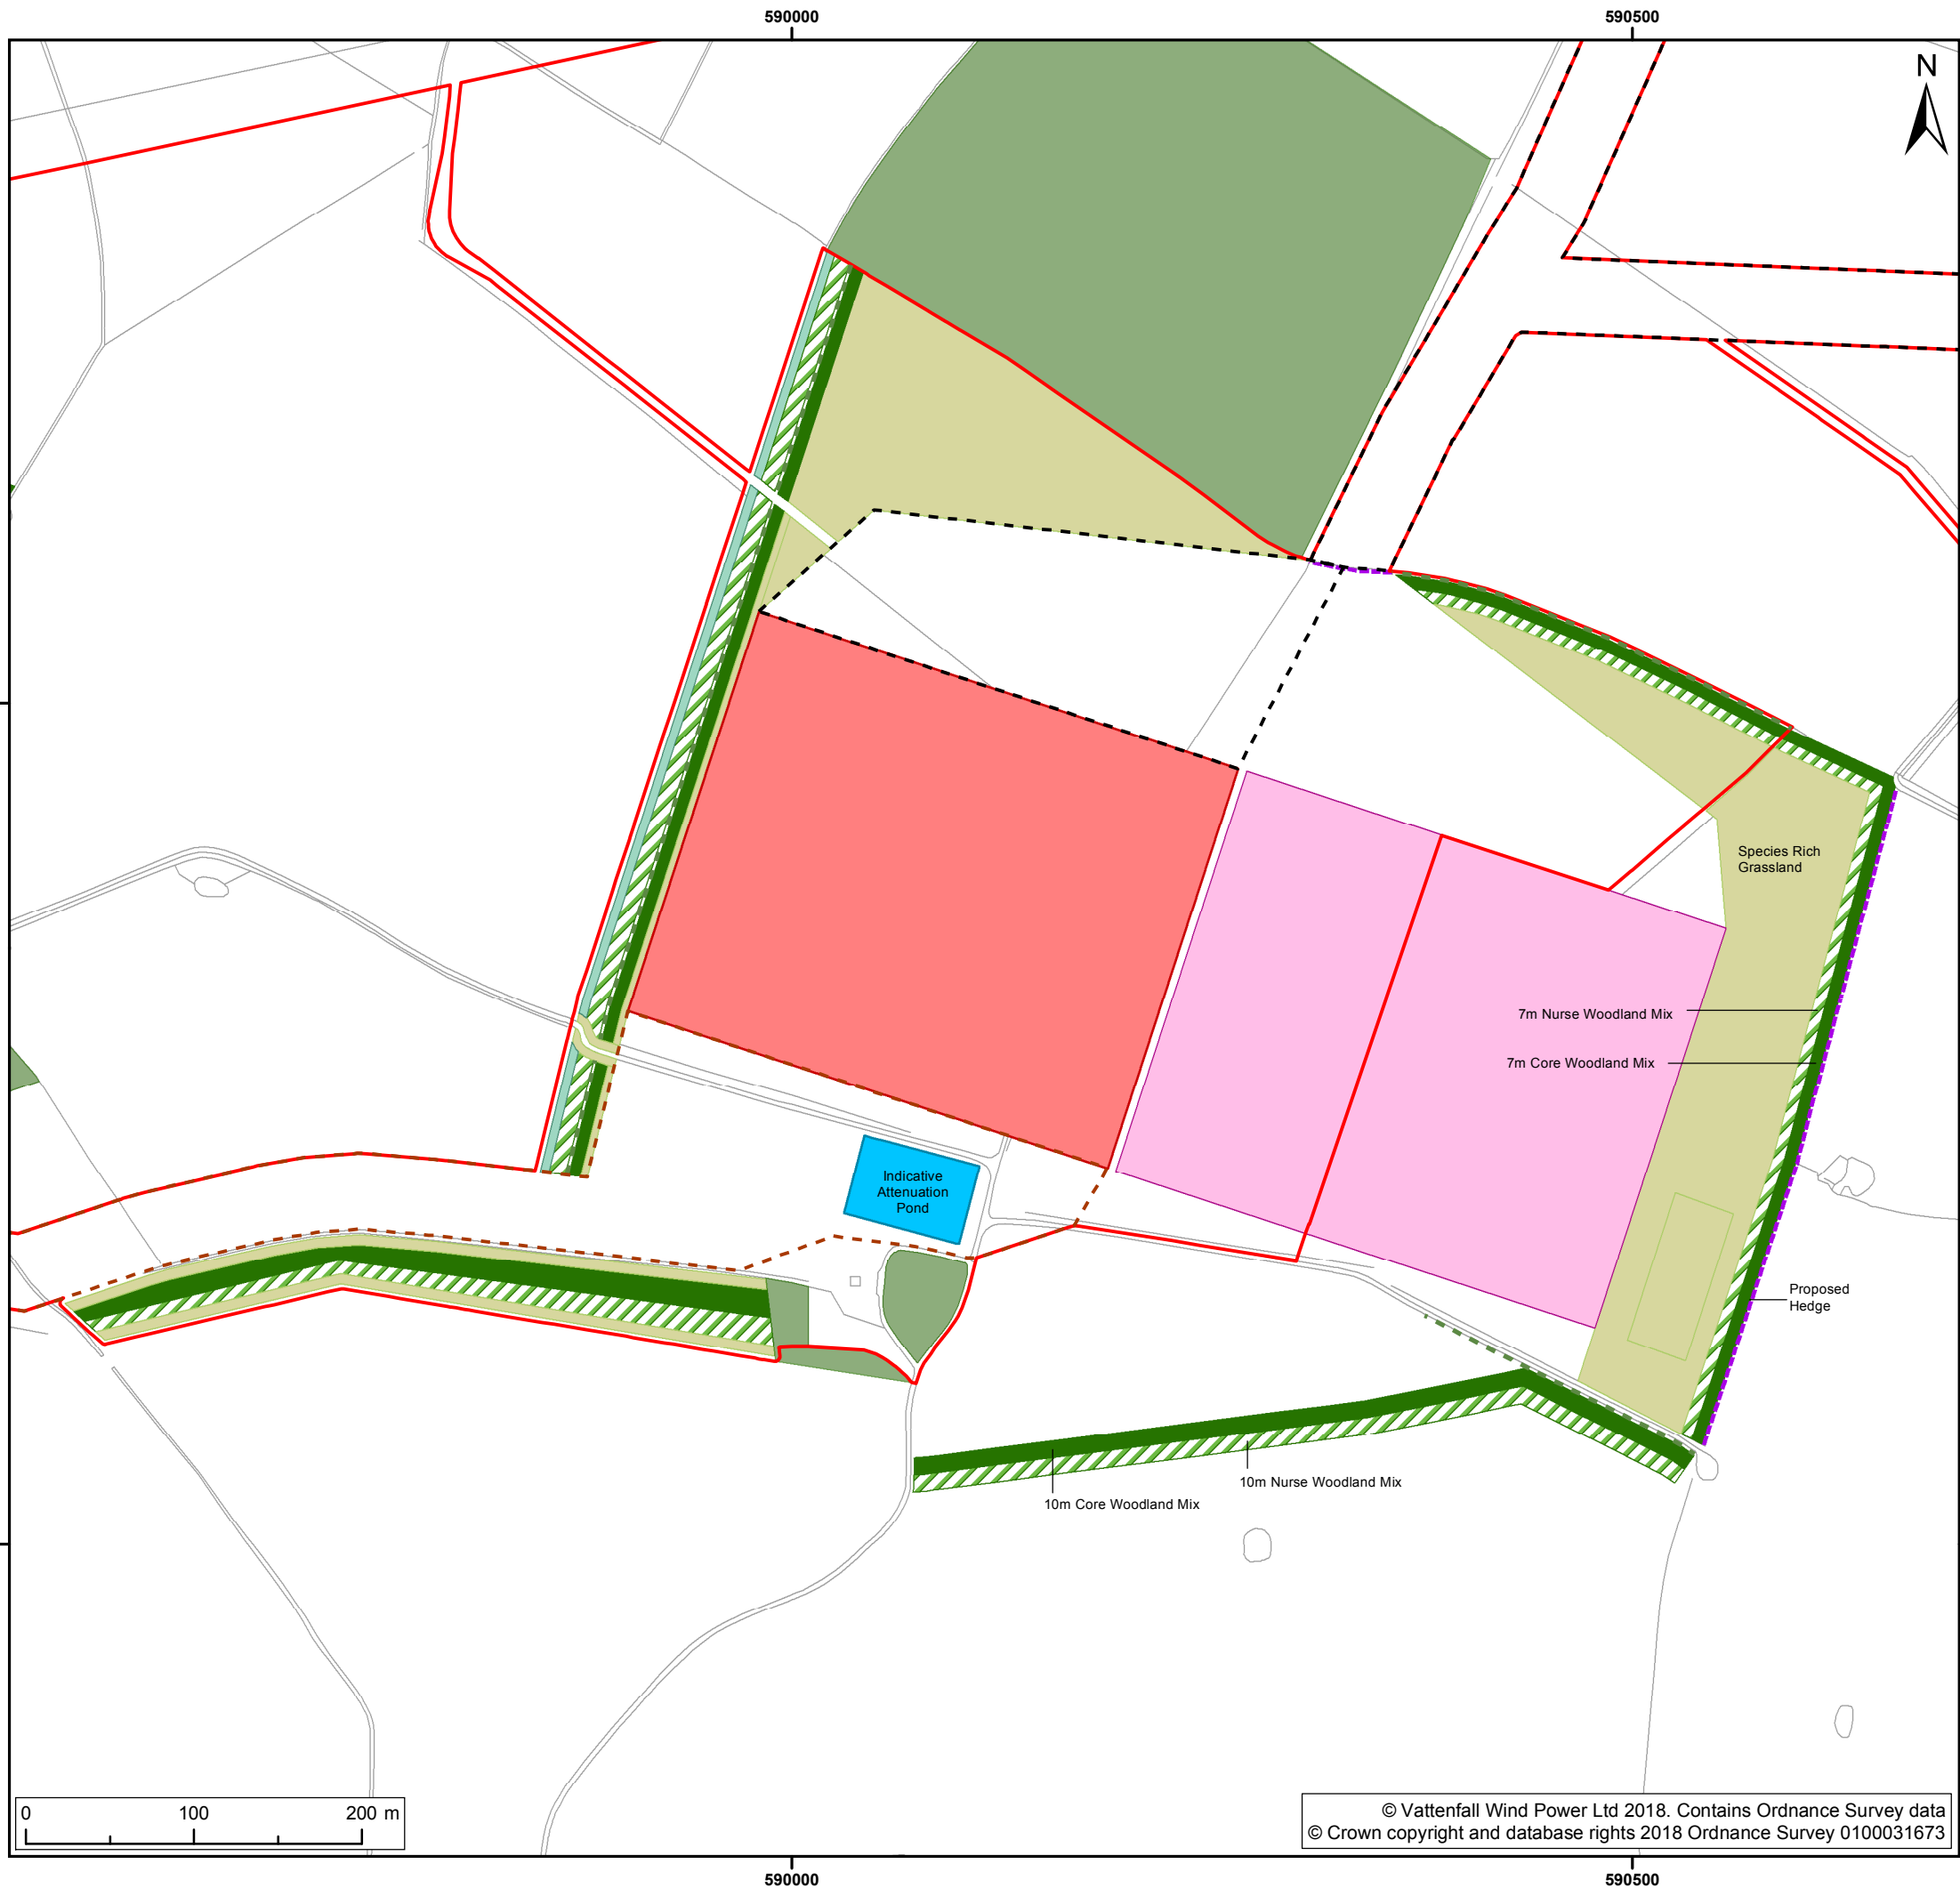 590000
590500
N
Species Rich
Grassland
7m Nurse Woodland Mix
7m Core Woodland Mix
Indicative
Attenuation
Pond
Proposed
Hedge
10m Nurse Woodland Mix
10m Core Woodland Mix
0 100 200 m
© Vattenfall Wind Power Ltd 2018. Contains Ordnance Survey data
© Crown copyright and database rights 2018 Ordnance Survey 0100031673
590000
590500